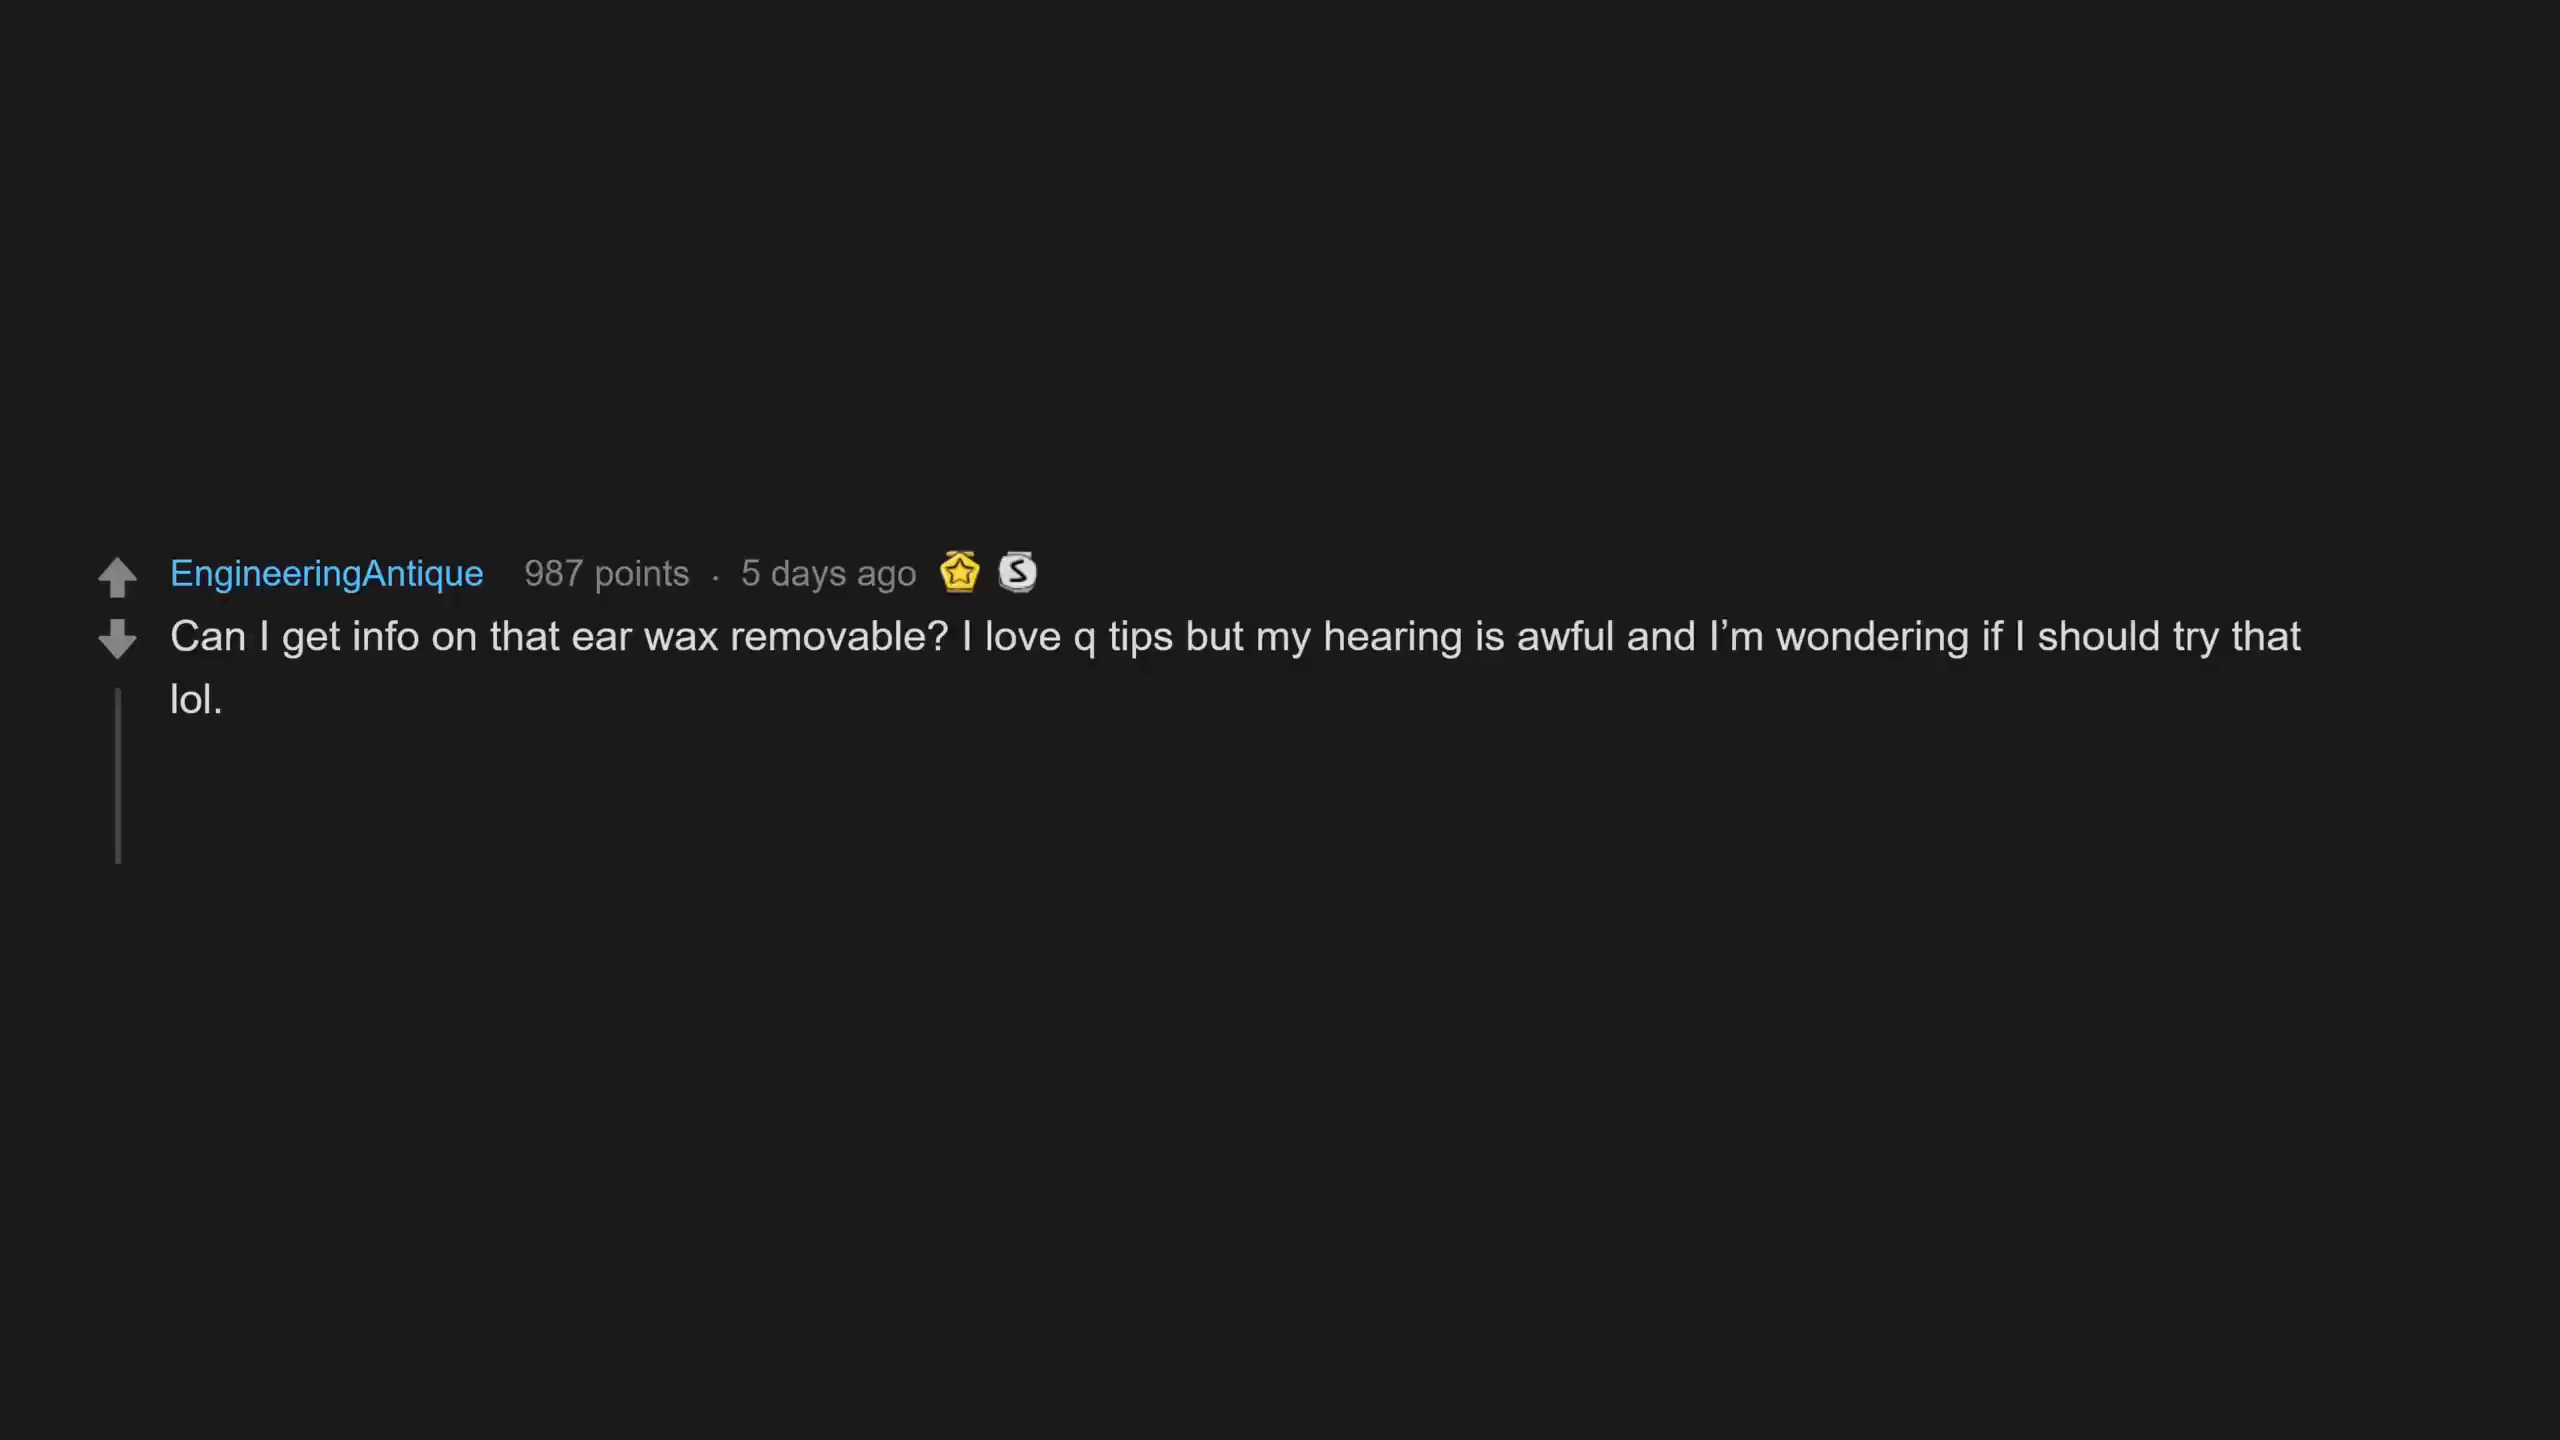 EngineeringAntique 987 points · 5 days ago S
Can I get info on that ear wax removable? I love q tips but my hearing is awful and I’m wondering if I should try that
lol.